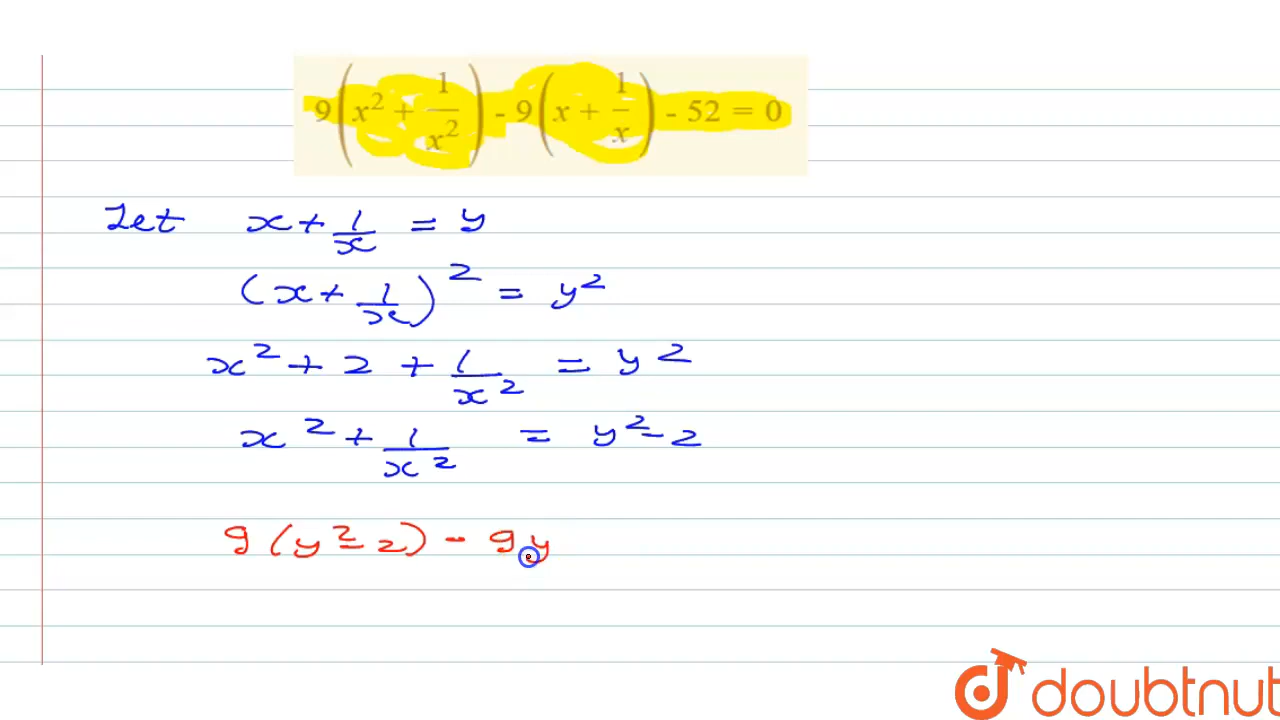 9(x² + 1/x²) - 9(x + 1/x) - 52 = 0
Let x + 1/x = y
(x + 1/x)² = y²
x² + 2 + 1/x² = y²
x² + 1/x² = y² - 2
9(y² - 2) - 9y
doubtnut